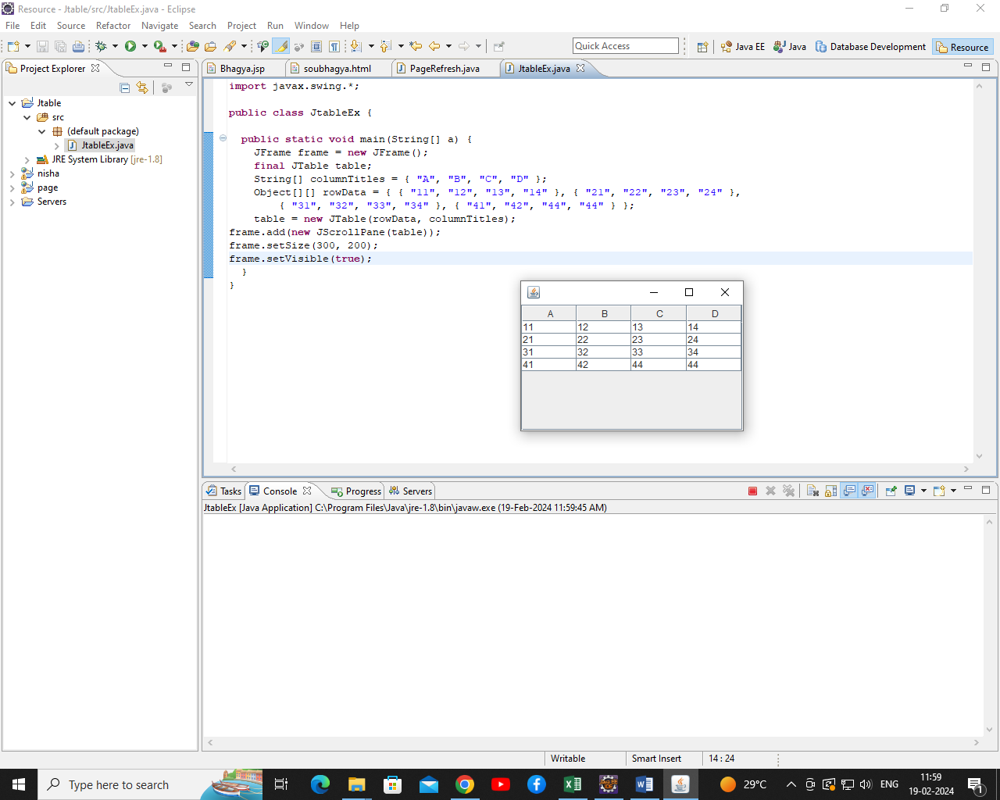 Resource - Jtable/src/JtableEx.java - Eclipse
File Edit Source Refactor Navigate Search Project Run Window Help
Quick Access
Java EE Java Database Development Resource
Project Explorer
Bhagya.jsp soubhagya.html PageRefresh.java JtableEx.java
Jtable
src
(default package)
JtableEx.java
JRE System Library [jre-1.8]
nisha
page
Servers
import javax.swing.*;
public class JtableEx {
public static void main(String[] a) {
JFrame frame = new JFrame();
final JTable table;
String[] columnTitles = { "A", "B", "C", "D" };
Object[][] rowData = { { "11", "12", "13", "14" }, { "21", "22", "23", "24" },
{ "31", "32", "33", "34" }, { "41", "42", "44", "44" } };
table = new JTable(rowData, columnTitles);
frame.add(new JScrollPane(table));
frame.setSize(300, 200);
frame.setVisible(true);
}
}
A B C D
11 12 13 14
21 22 23 24
31 32 33 34
41 42 44 44
Tasks Console Progress Servers
JtableEx [Java Application] C:\Program Files\Java\jre-1.8\bin\javaw.exe (19-Feb-2024 11:59:45 AM)
Writable Smart Insert 14 : 24
Type here to search
29°C
ENG
11:59
19-02-2024
1